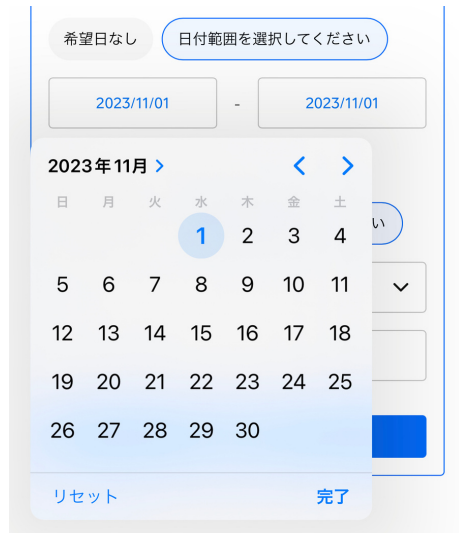 希望日なし 日付範囲を選択してください
2023/11/01 - 2023/11/01
2023年11月
日 月 火 水 木 金 土
い
1 2 3 4
5 6 7 8 9 10 11
12 13 14 15 16 17 18
19 20 21 22 23 24 25
26 27 28 29 30
リセット 完了